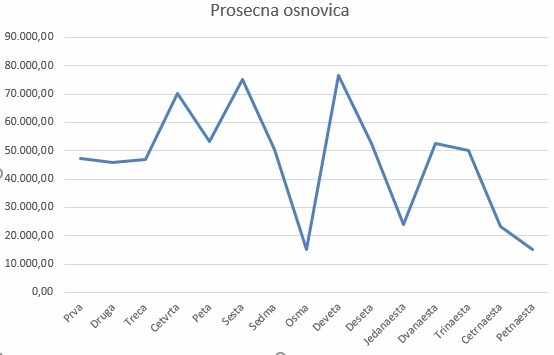 Prosecna osnovica
90.000,00
80.000,00
70.000,00
60.000,00
50.000,00
40.000,00
30.000,00
20.000,00
10.000,00
0,00
Prva
Druga
Treca
Cetvrta
Peta
Sesta
Sedma
Osma
Deveta
Deseta
Jedanaesta
Dvanaesta
Trinaesta
Cetrnaesta
Petnaesta